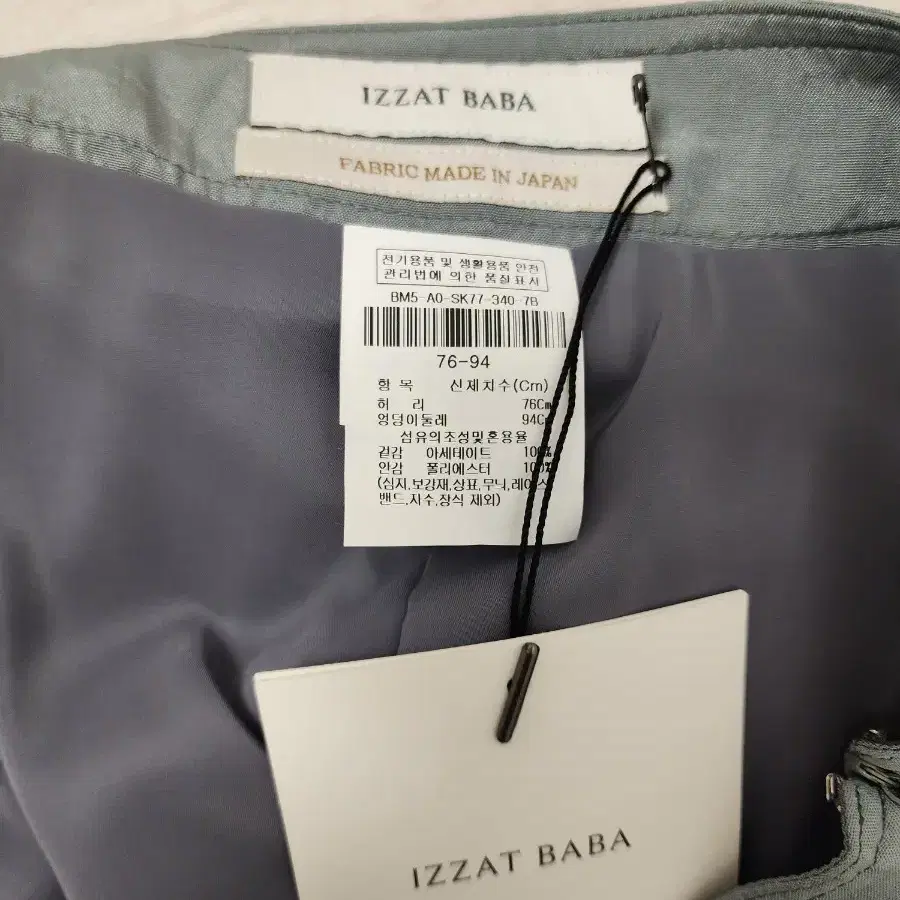 IZZAT BABA
FABRIC MADE IN JAPAN
전기용품 및 생활용품 안전
관리법에 의한 품질표시
BM5-A0-SK77-340-7B
76-94
항 목 신제치수(Cm)
허 리 76Cm
엉덩이둘레 94C
섬유의조성및혼용율
겉감 아세테이트 100%
안감 폴리에스터 100%
(심지,보강재,상표,무늬,레이스
밴드,자수,장식 제외)
IZZAT BABA